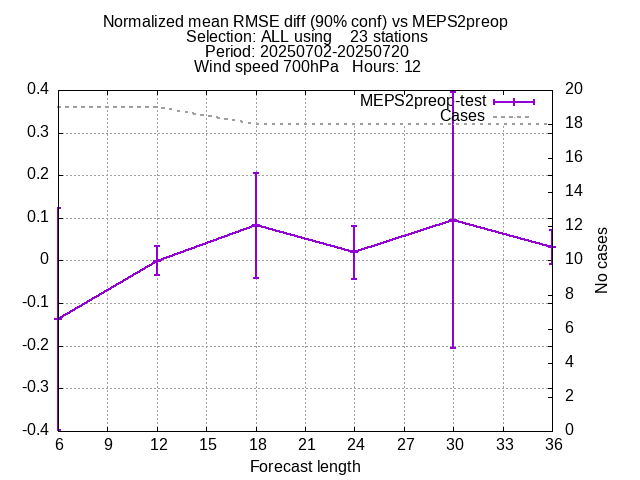 Normalized mean RMSE diff (90% conf) vs MEPS2preop
Selection: ALL using    23 stations
Period: 20250702-20250720
Wind speed 700hPa   Hours: 12
MEPS2preop-test
Cases
0.4
0.3
0.2
0.1
0
-0.1
-0.2
-0.3
-0.4
20
18
16
14
12
10
8
6
4
2
0
No cases
6 9 12 15 18 21 24 27 30 33 36
Forecast length